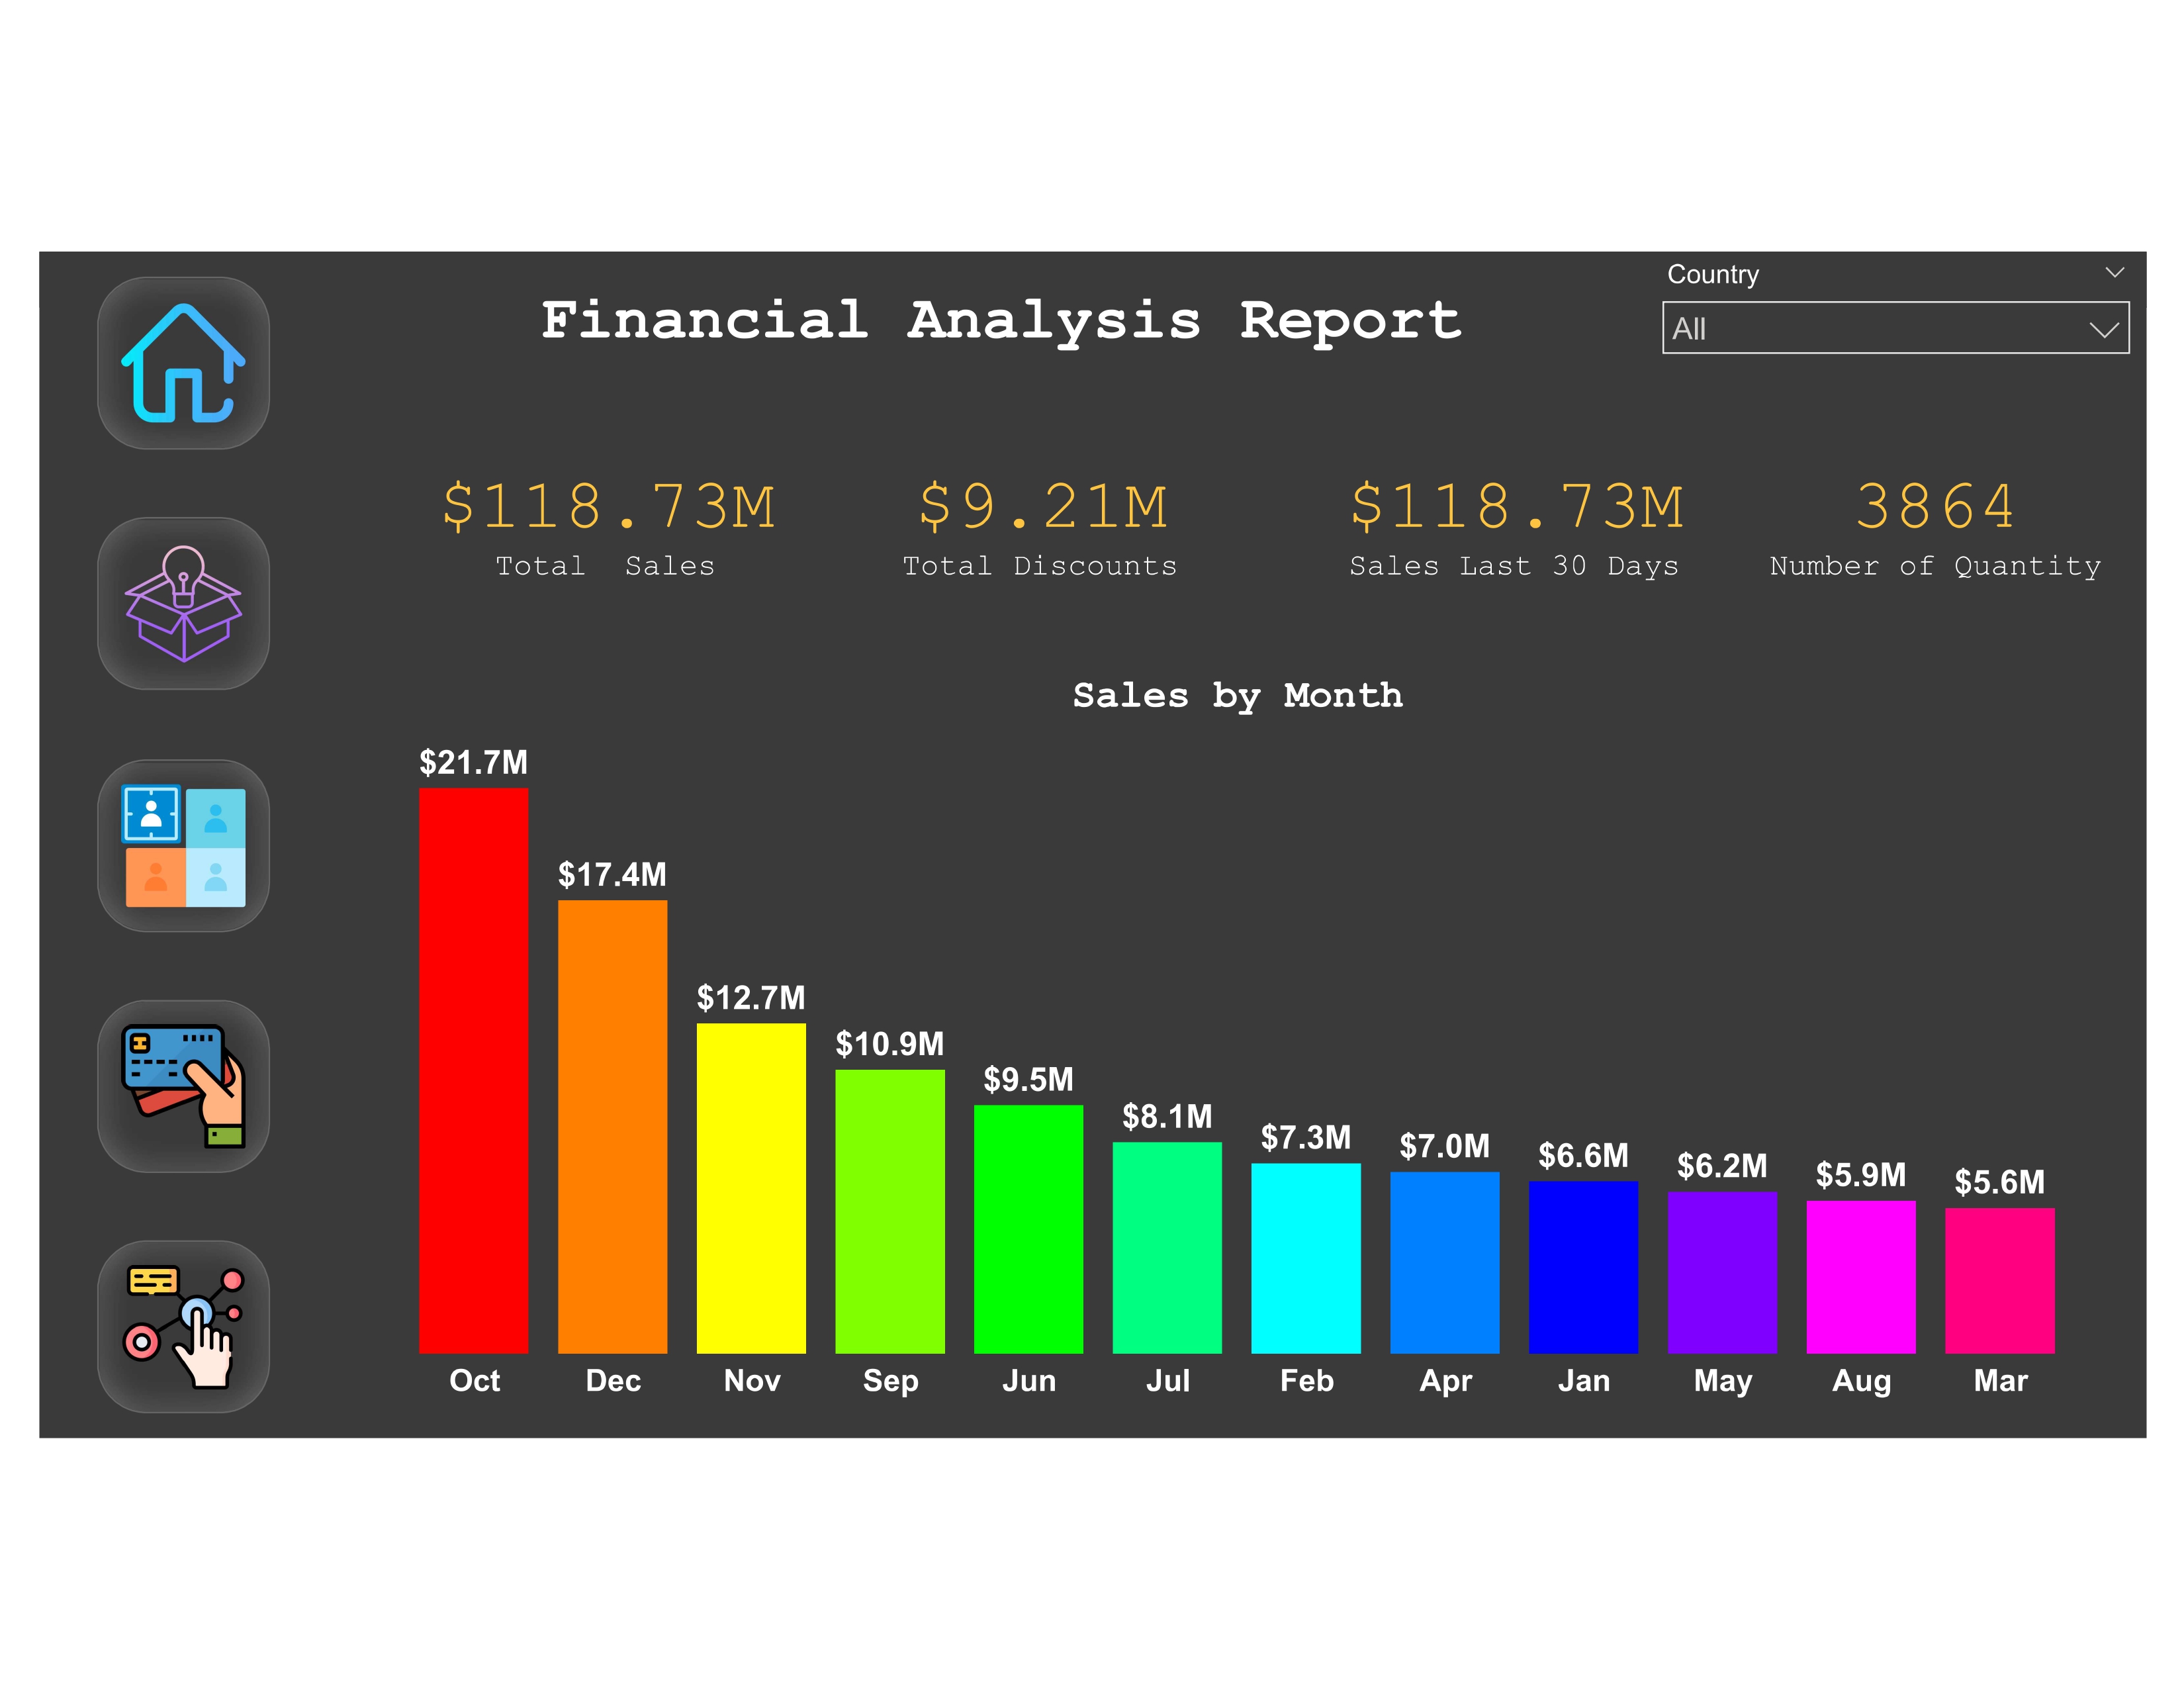 Financial Analysis Report
Country
All
$118.73M
Total Sales
$9.21M
Total Discounts
$118.73M
Sales Last 30 Days
3864
Number of Quantity
Sales by Month
$21.7M
$17.4M
$12.7M
$10.9M
$9.5M
$8.1M
$7.3M
$7.0M
$6.6M
$6.2M
$5.9M
$5.6M
Oct Dec Nov Sep Jun Jul Feb Apr Jan May Aug Mar